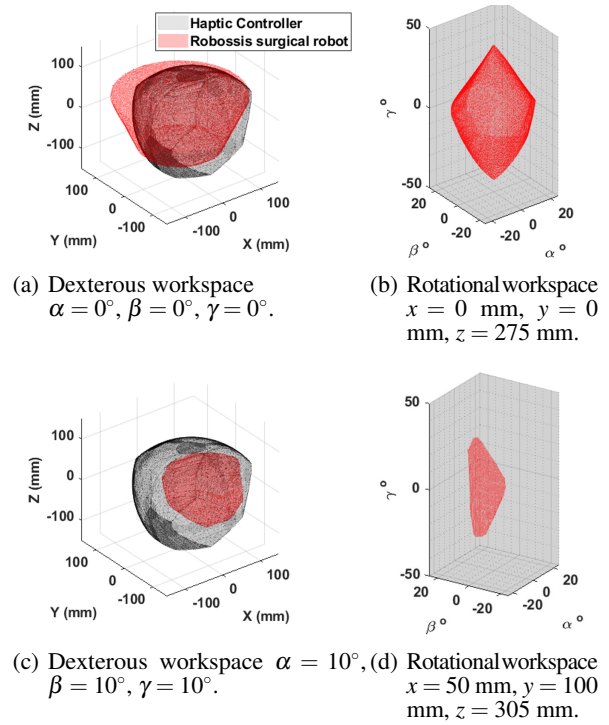 Haptic Controller
Robossis surgical robot
100
0
-100
Z (mm)
100
0
-100
Y (mm)
-100
0
100
X (mm)
50
0
-50
γ °
20
0
-20
β °
-20
0
20
α °
(a) Dexterous workspace
α = 0°, β = 0°, γ = 0°.
(b) Rotational workspace
x = 0 mm, y = 0
mm, z = 275 mm.
100
0
-100
Z (mm)
100
0
-100
Y (mm)
-100
0
100
X (mm)
50
0
-50
γ °
20
0
-20
β °
-20
0
20
α °
(c) Dexterous workspace α = 10°,
β = 10°, γ = 10°.
(d) Rotational workspace
x = 50 mm, y = 100
mm, z = 305 mm.